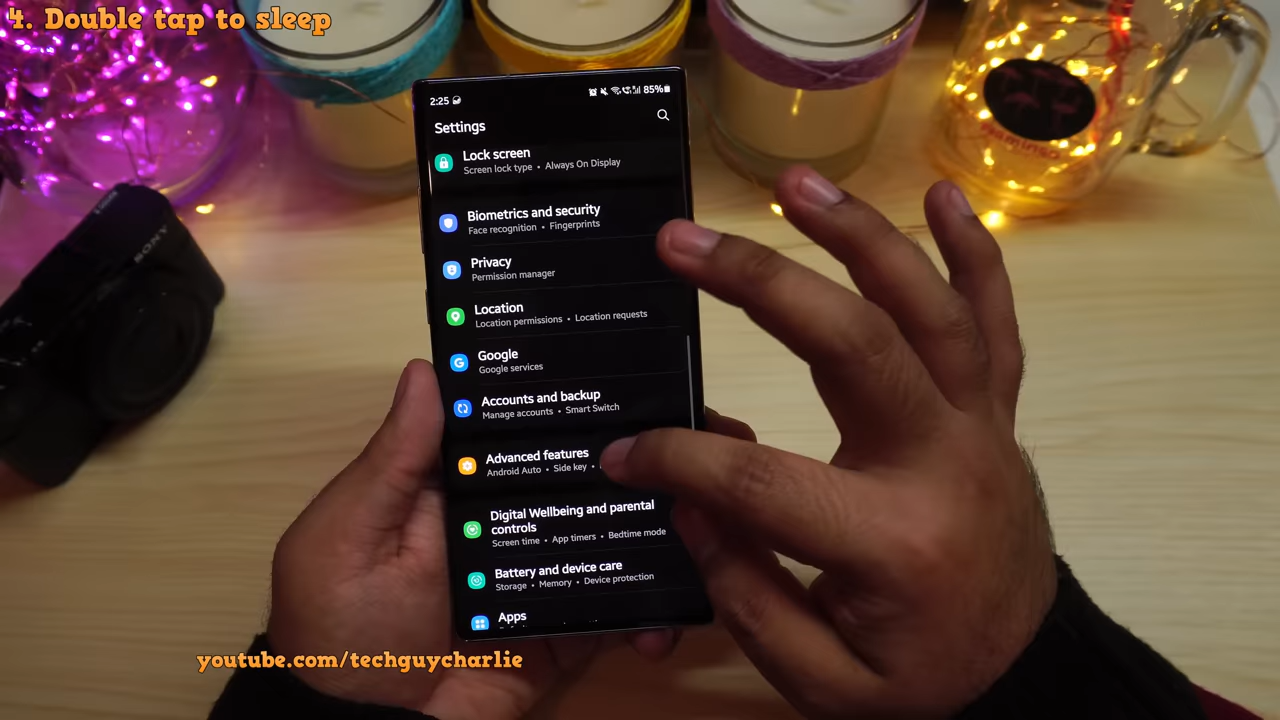 4. Double tap to sleep
2:25
85%
Settings
Lock screen
Screen lock type • Always On Display
Biometrics and security
Face recognition • Fingerprints
Privacy
Permission manager
Location
Location permissions • Location requests
Google
Google services
Accounts and backup
Manage accounts • Smart Switch
Advanced features
Android Auto • Side key •
Digital Wellbeing and parental
controls
Screen time • App timers • Bedtime mode
Battery and device care
Storage • Memory • Device protection
Apps
SONY
youtube.com/techguycharlie